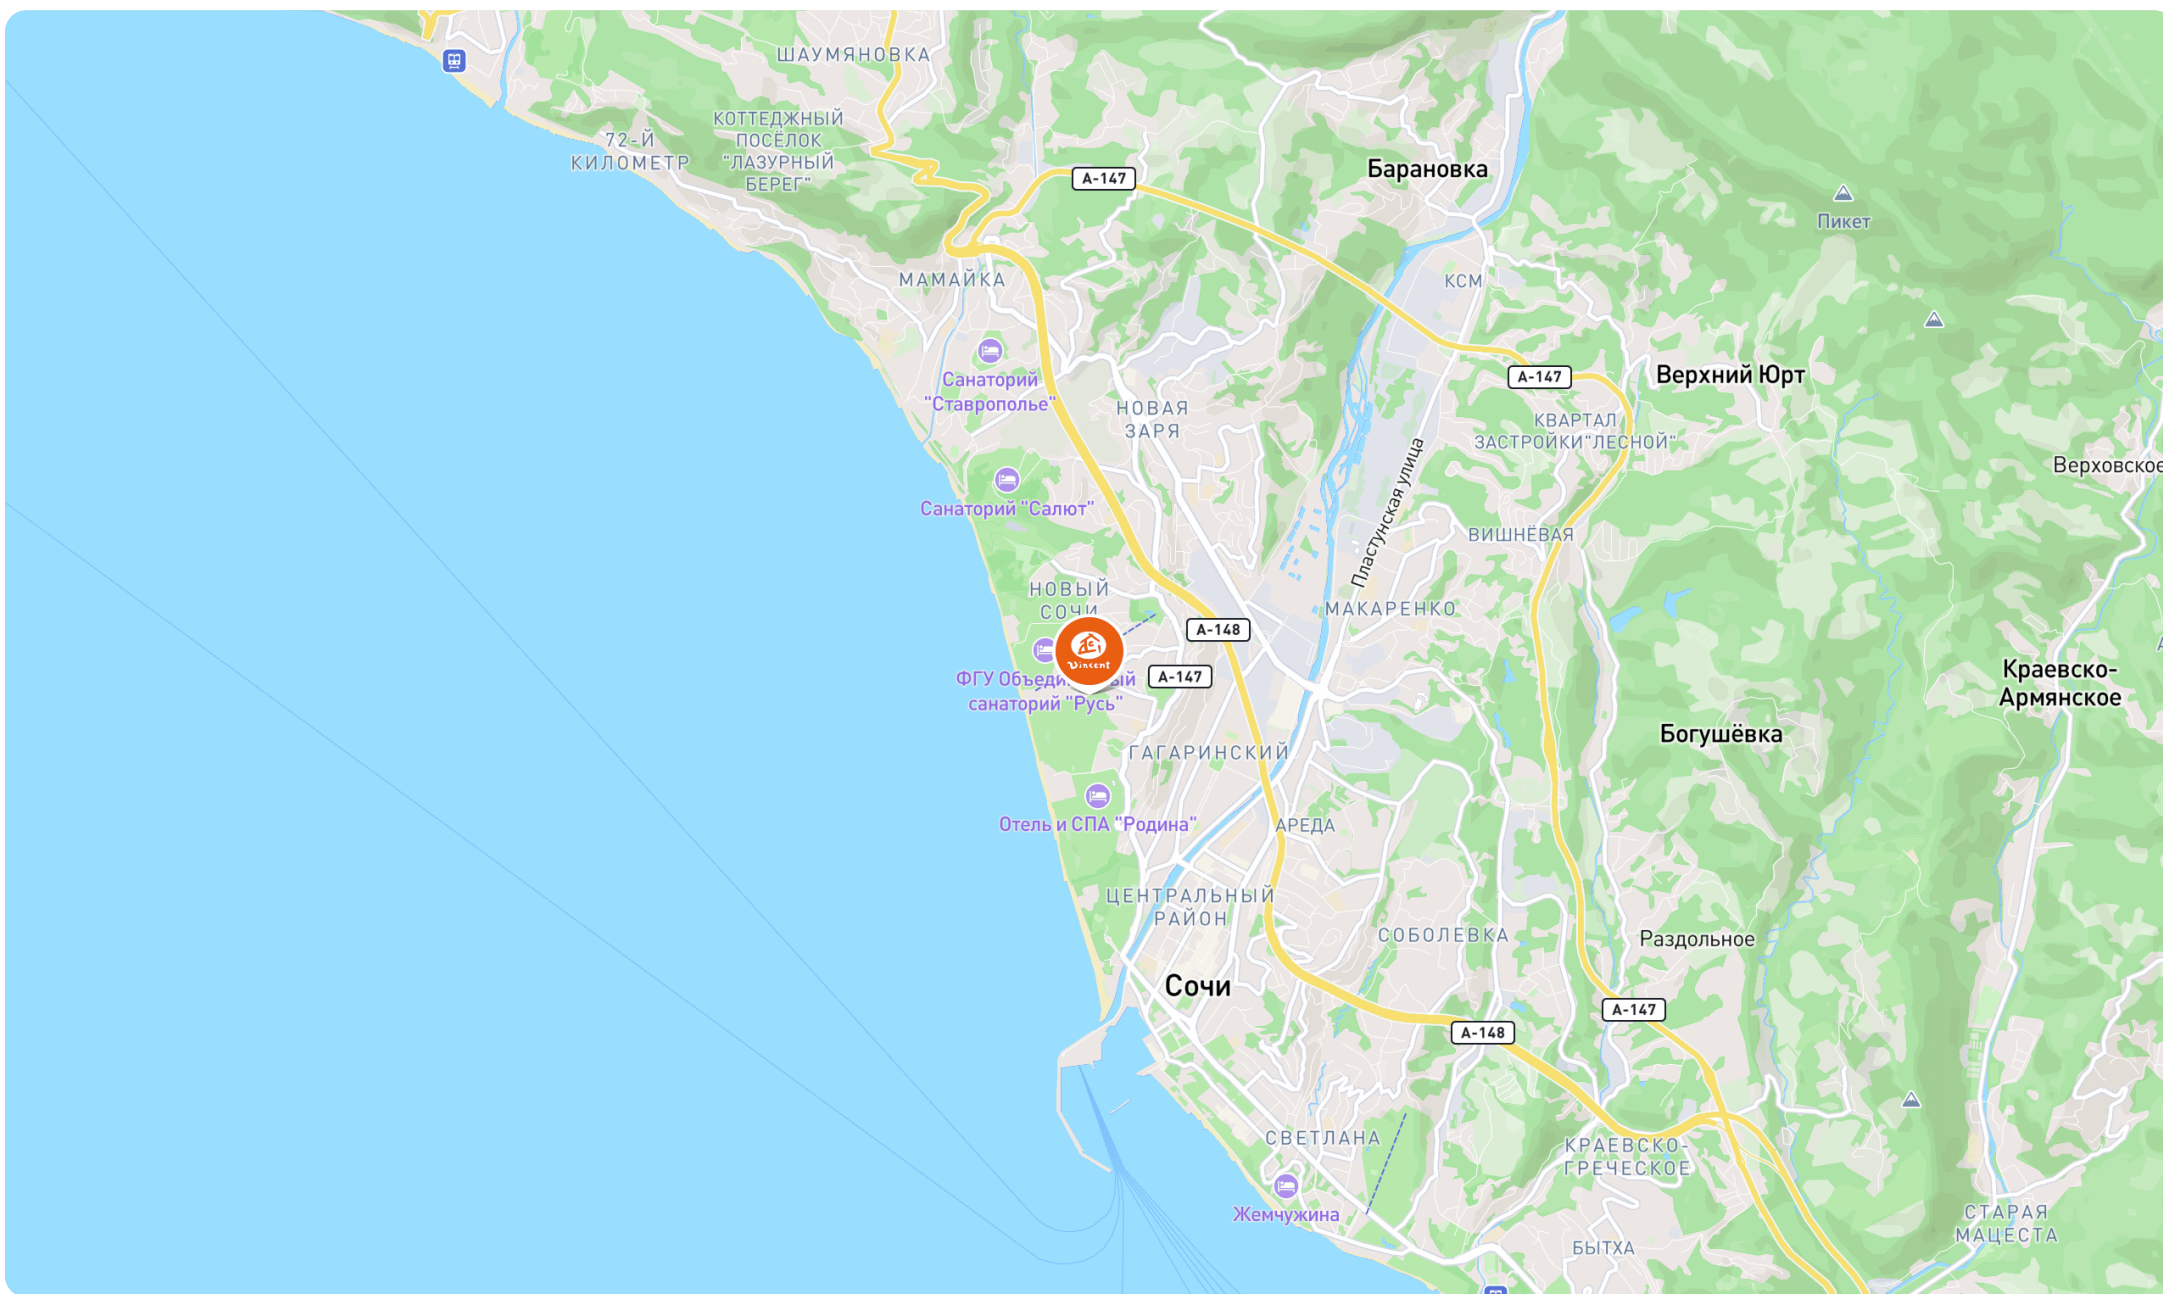 ШАУМЯНОВКА
КОТТЕДЖНЫЙ
ПОСЁЛОК
"ЛАЗУРНЫЙ
БЕРЕГ"
72-Й
КИЛОМЕТР
А-147
Барановка
Пикет
МАМАЙКА
КСМ
Санаторий
"Ставрополье"
А-147
Верхний Юрт
НОВАЯ
ЗАРЯ
КВАРТАЛ
ЗАСТРОЙКИ"ЛЕСНОЙ"
Верховское
Пластунская улица
Санаторий "Салют"
ВИШНЁВАЯ
НОВЫЙ
СОЧИ
МАКАРЕНКО
А-148
Vincent
А-147
ФГУ
санаторий "Русь"
Краевско-
Армянское
Богушёвка
ГАГАРИНСКИЙ
Отель и СПА "Родина"
АРЕДА
ЦЕНТРАЛЬНЫЙ
РАЙОН
СОБОЛЕВКА
Раздольное
Сочи
А-147
А-148
СВЕТЛАНА
КРАЕВСКО-
ГРЕЧЕСКОЕ
Жемчужина
СТАРАЯ
МАЦЕСТА
БЫТХА